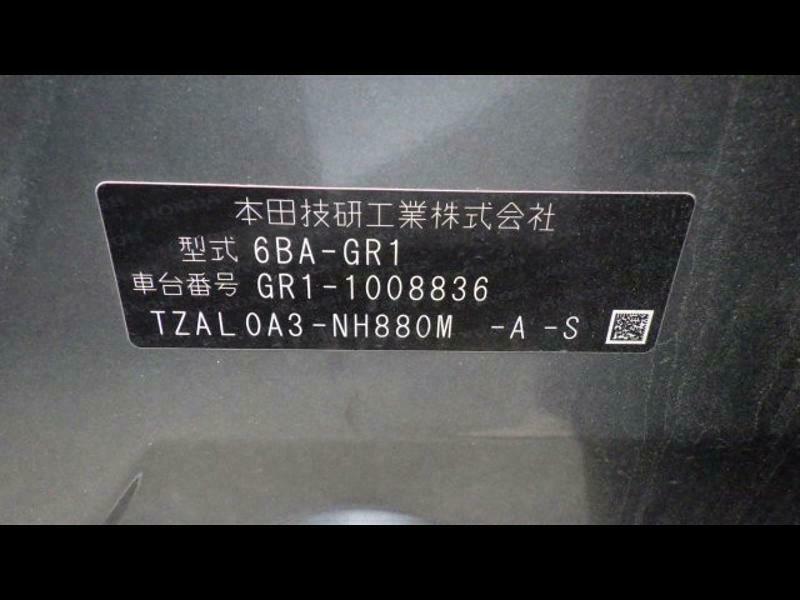 本田技研工業株式会社
型式 6BA-GR1
車台番号 GR1-1008836
TZAL0A3-NH880M -A -S